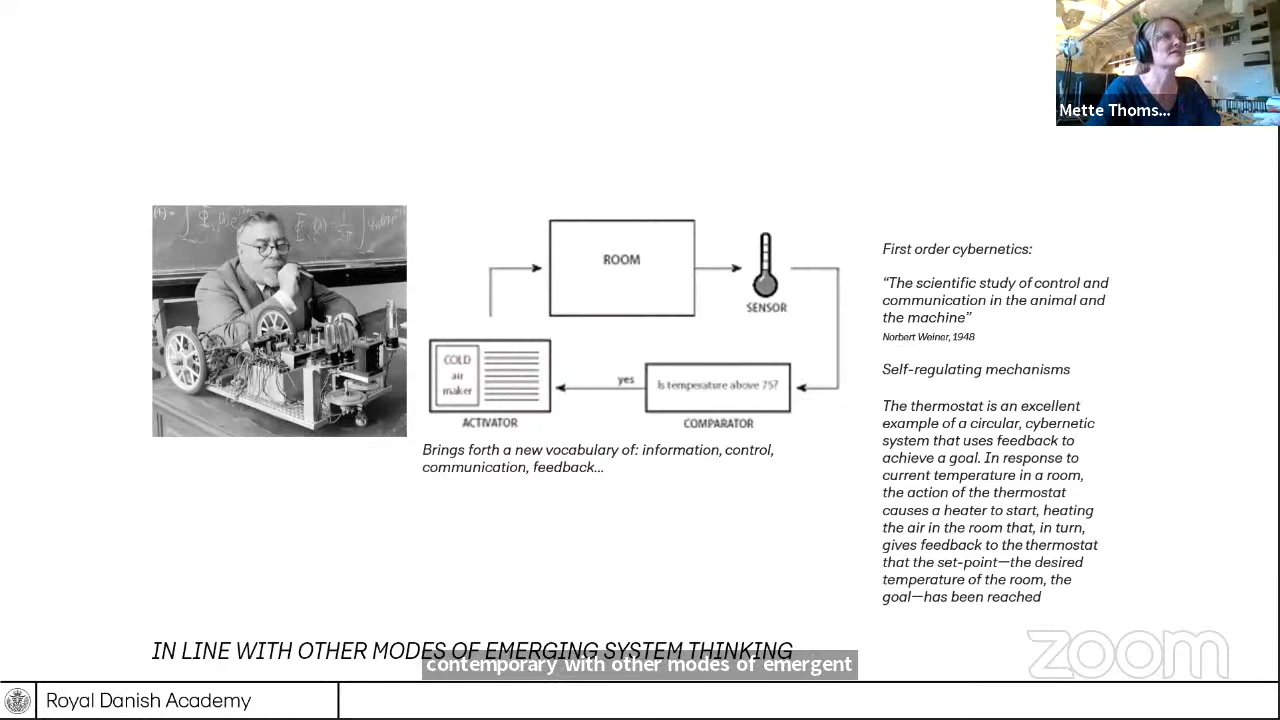 Mette Thoms...
ROOM
SENSOR
COLD
air
maker
yes
Is temperature above 75?
ACTIVATOR
COMPARATOR
Brings forth a new vocabulary of: information, control,
communication, feedback...
First order cybernetics:
“The scientific study of control and
communication in the animal and
the machine”
Norbert Weiner, 1948
Self-regulating mechanisms
The thermostat is an excellent
example of a circular, cybernetic
system that uses feedback to
achieve a goal. In response to
current temperature in a room,
the action of the thermostat
causes a heater to start, heating
the air in the room that, in turn,
gives feedback to the thermostat
that the set-point—the desired
temperature of the room, the
goal—has been reached
IN LINE WITH OTHER MODES OF EMERGING SYSTEM THINKING
contemporary with other modes of emergent
zoom
Royal Danish Academy